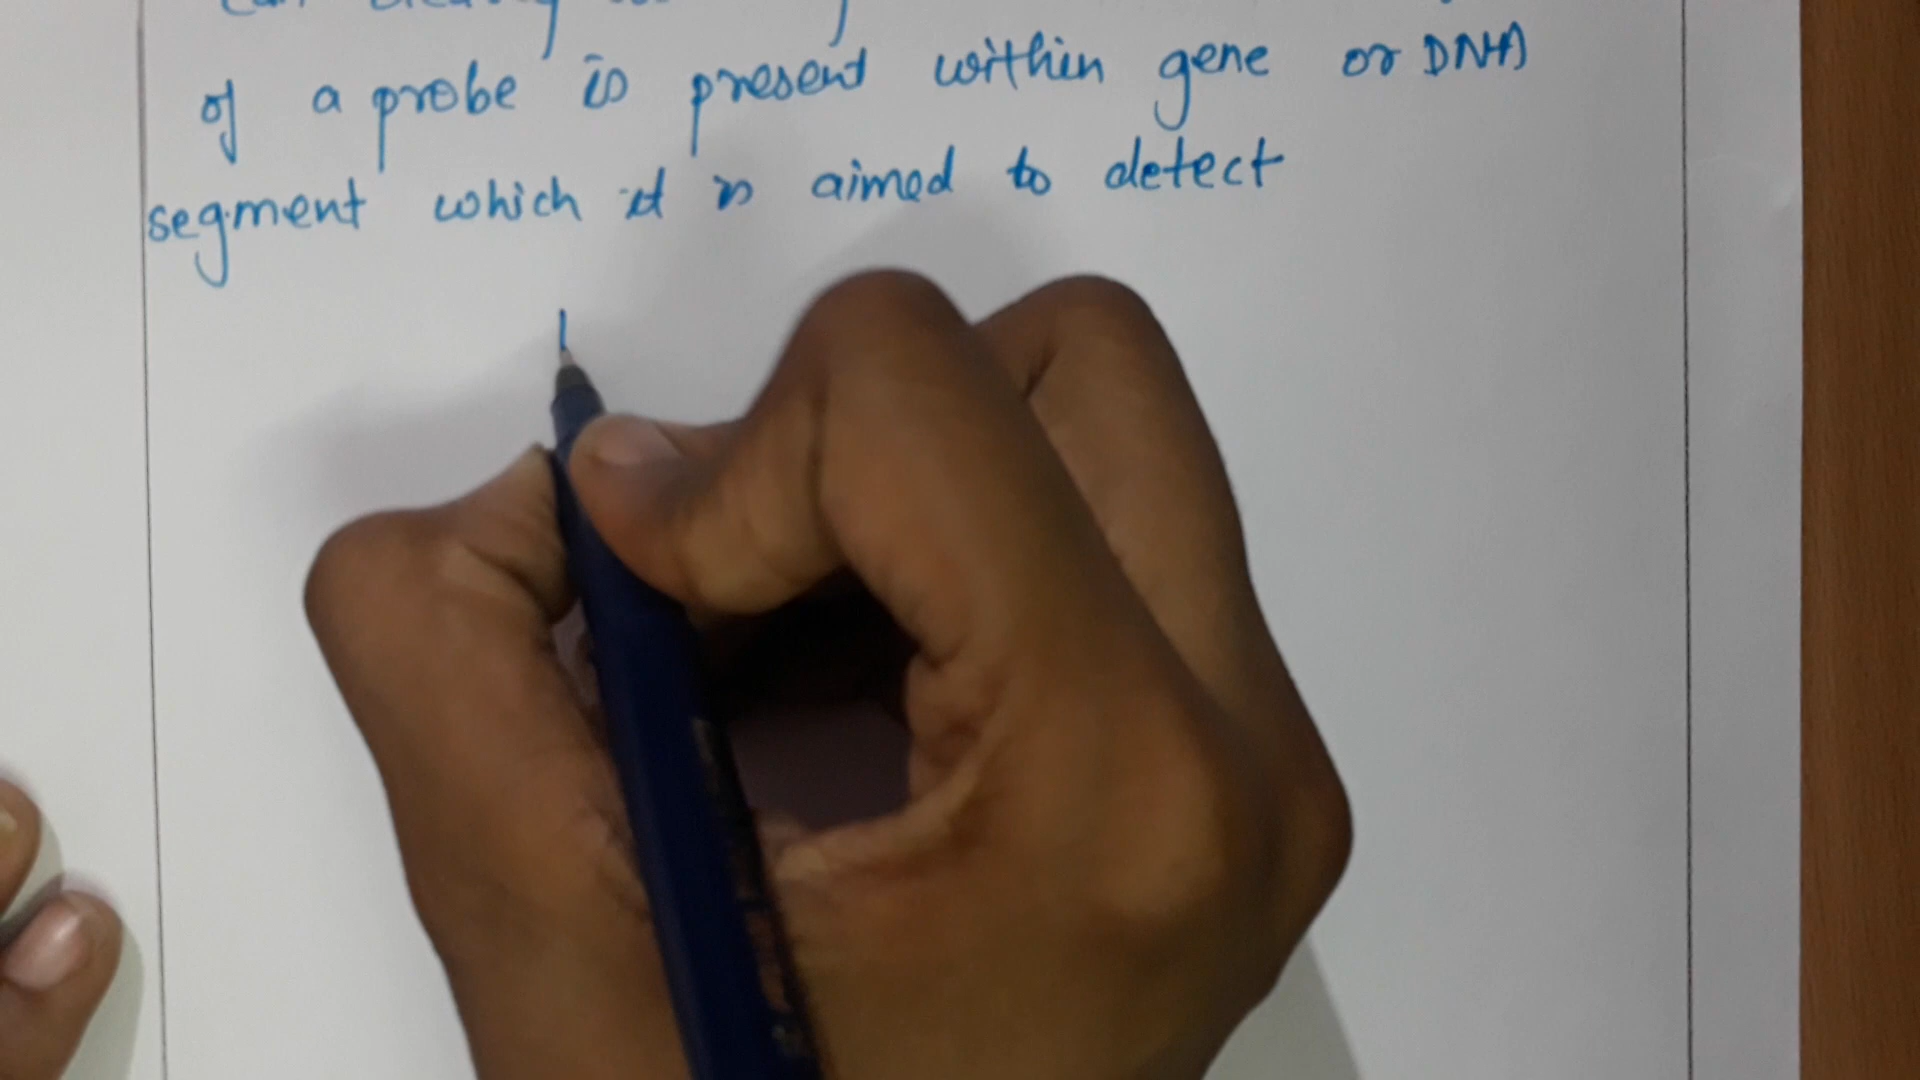 of a probe is present within gene or DNA
segment which it is aimed to detect